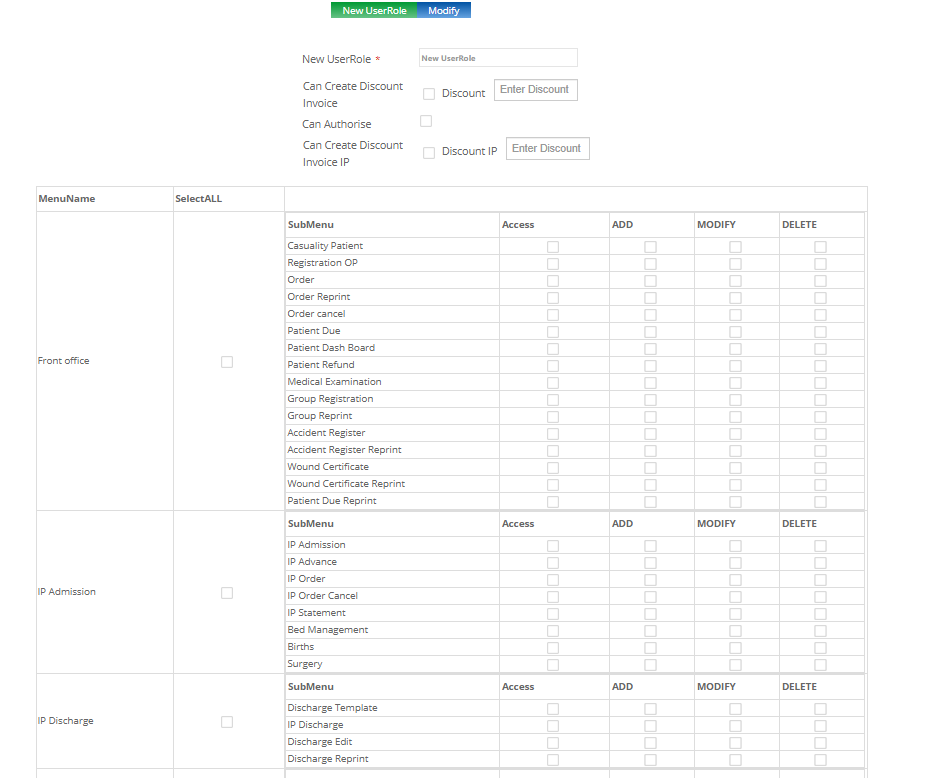 New UserRole Modify
New UserRole * New UserRole
Can Create Discount
Invoice
Discount Enter Discount
Can Authorise
Can Create Discount
Invoice IP
Discount IP Enter Discount
MenuName SelectALL
SubMenu Access ADD MODIFY DELETE
Casuality Patient
Registration OP
Order
Order Reprint
Order cancel
Patient Due
Patient Dash Board
Front office
Patient Refund
Medical Examination
Group Registration
Group Reprint
Accident Register
Accident Register Reprint
Wound Certificate
Wound Certificate Reprint
Patient Due Reprint
SubMenu Access ADD MODIFY DELETE
IP Admission
IP Advance
IP Order
IP Admission
IP Order Cancel
IP Statement
Bed Management
Births
Surgery
SubMenu Access ADD MODIFY DELETE
Discharge Template
IP Discharge
IP Discharge
Discharge Edit
Discharge Reprint